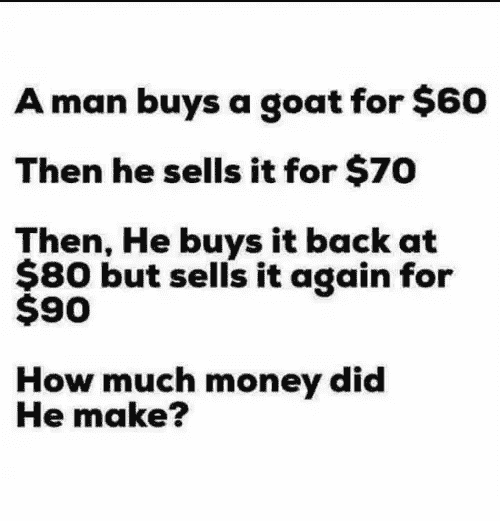 A man buys a goat for $60
Then he sells it for $70
Then, He buys it back at
$80 but sells it again for
$90
How much money did
He make?